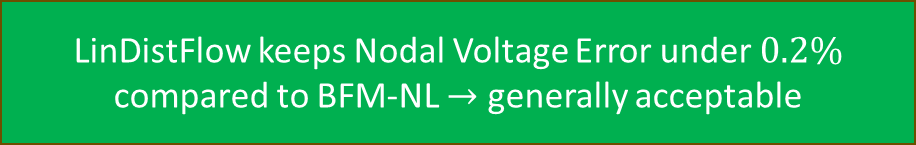 LinDistFlow keeps Nodal Voltage Error under 0.2%
compared to BFM-NL → generally acceptable